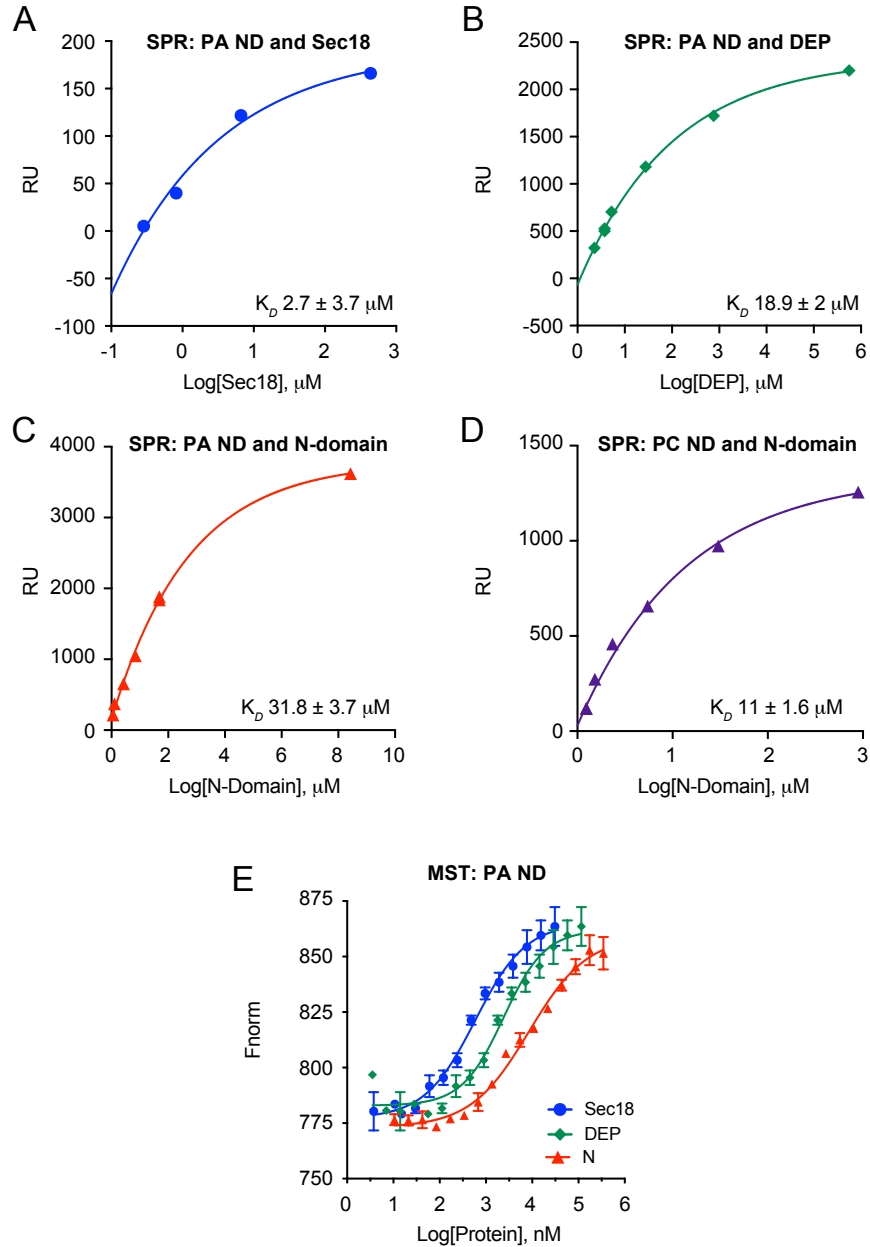 A
SPR: PA ND and Sec18
200
150
100
50
0
-50
-100
RU
-1
0
1
2
3
Log[Sec18], μM
K_D 2.7 ± 3.7 μM
B
SPR: PA ND and DEP
2500
2000
1500
1000
500
0
-500
RU
0
1
2
3
4
5
6
Log[DEP], μM
K_D 18.9 ± 2 μM
C
SPR: PA ND and N-domain
4000
3000
2000
1000
0
RU
0
2
4
6
8
10
Log[N-Domain], μM
K_D 31.8 ± 3.7 μM
D
SPR: PC ND and N-domain
1500
1000
500
0
RU
0
1
2
3
Log[N-Domain], μM
K_D 11 ± 1.6 μM
E
MST: PA ND
875
850
825
800
775
750
Fnorm
0
1
2
3
4
5
6
Log[Protein], nM
Sec18
DEP
N